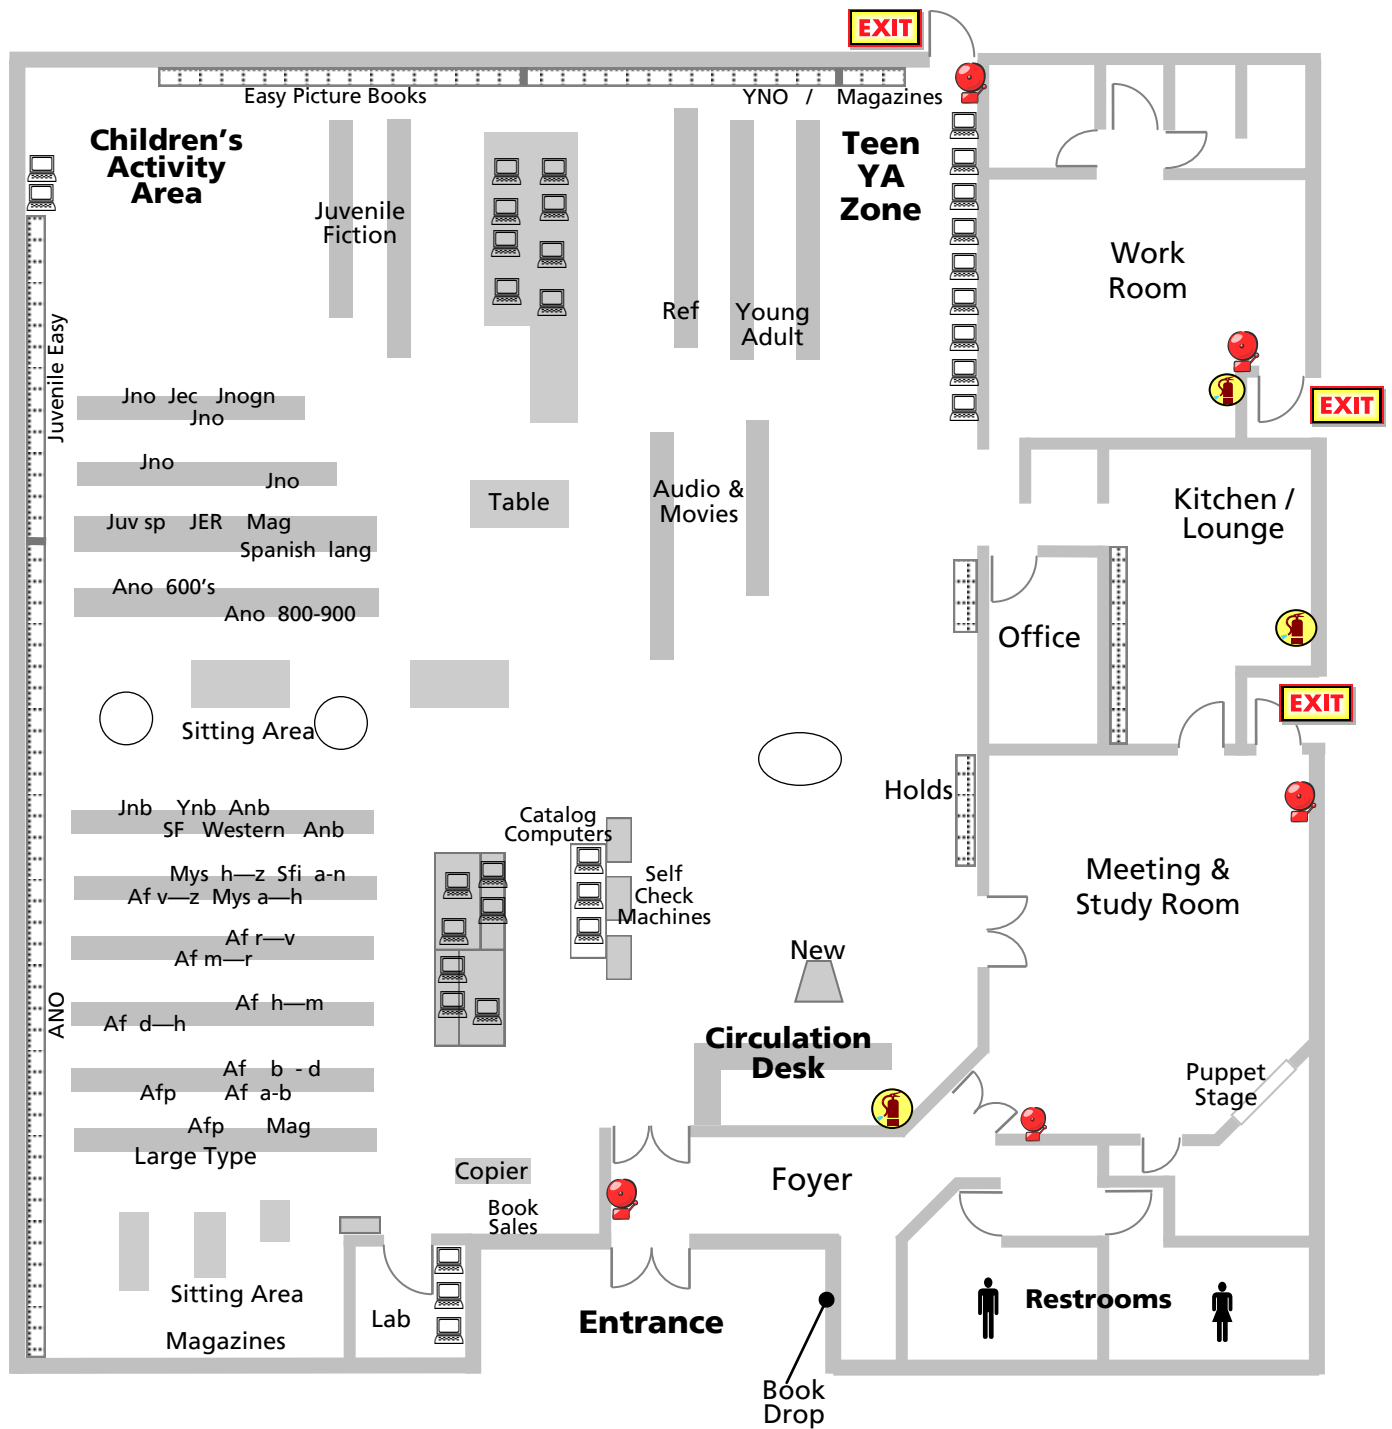 EXIT
Easy Picture Books
YNO / Magazines
Children's
Activity
Area
Teen
YA
Zone
Juvenile
Fiction
Work
Room
Ref
Young
Adult
Juvenile Easy
EXIT
Jno Jec Jnogn
Jno
Jno
Jno
Table
Audio &
Movies
Kitchen /
Lounge
Juv sp JER Mag
Spanish lang
Ano 600's
Ano 800-900
Office
Sitting Area
EXIT
Holds
Jnb Ynb Anb
SF Western Anb
Catalog
Computers
Self
Check
Machines
Meeting &
Study Room
Mys h—z Sfi a-n
Af v—z Mys a—h
Af r—v
Af m—r
New
ANO
Af h—m
Af d—h
Circulation
Desk
Af b - d
Afp Af a-b
Puppet
Stage
Afp Mag
Large Type
Copier
Foyer
Book
Sales
Sitting Area
Magazines
Lab
Entrance
Restrooms
Book
Drop